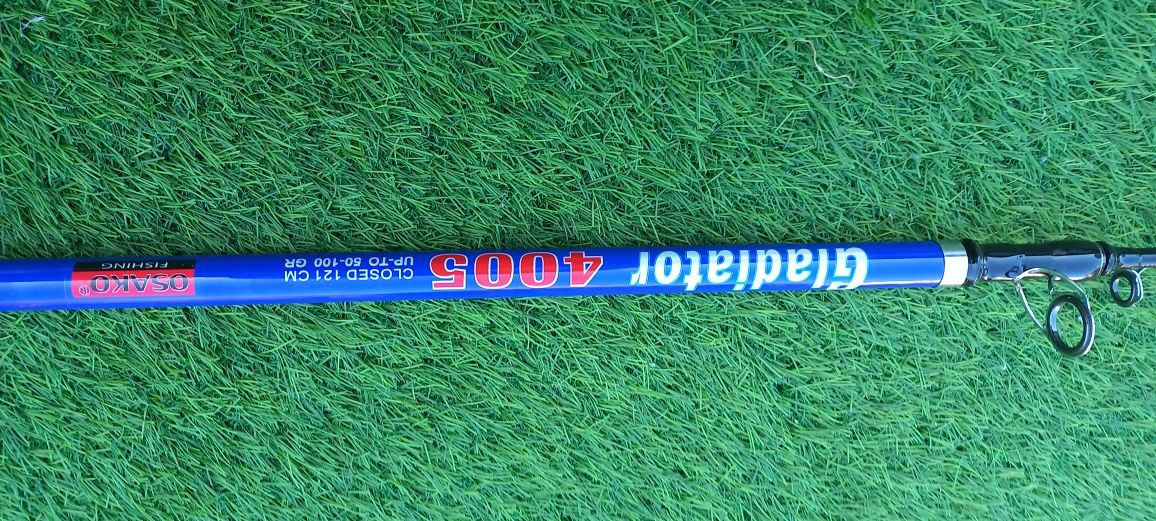 Gladiator 4005
CLOSED 121 CM
UP-TO 50-100 GR
OSAKO®
FISHING